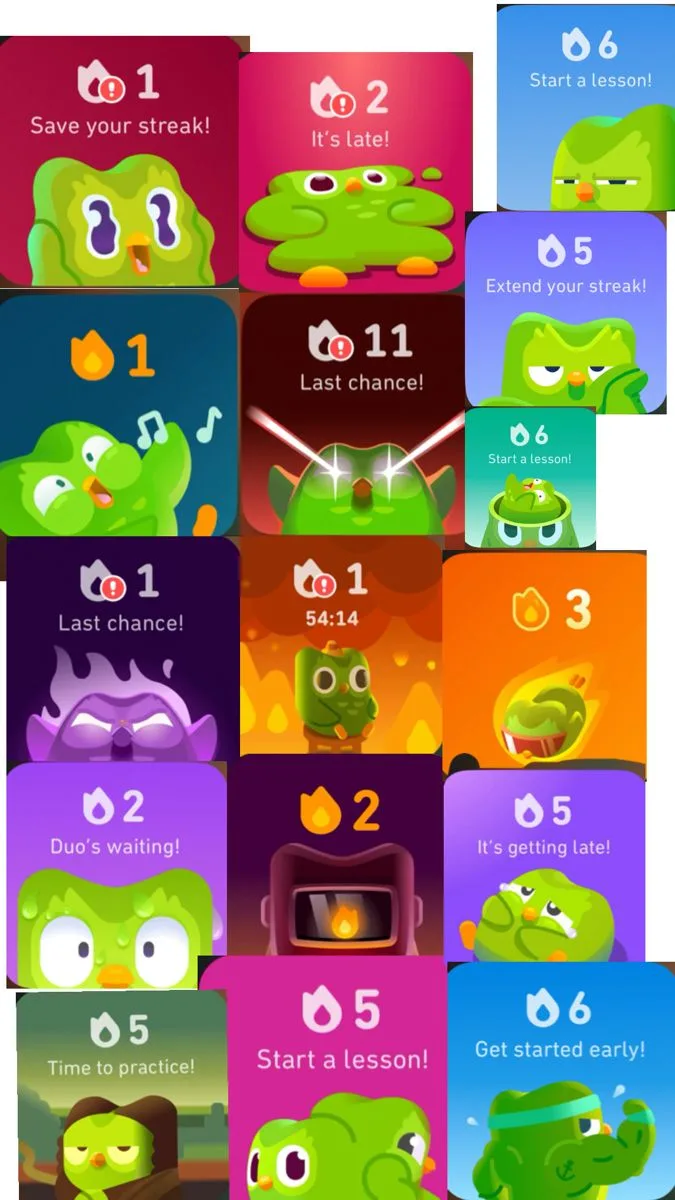 1
Save your streak!
2
It's late!
6
Start a lesson!
5
Extend your streak!
1
11
Last chance!
6
Start a lesson!
1
Last chance!
1
54:14
3
2
Duo's waiting!
2
5
It's getting late!
5
Time to practice!
5
Start a lesson!
6
Get started early!